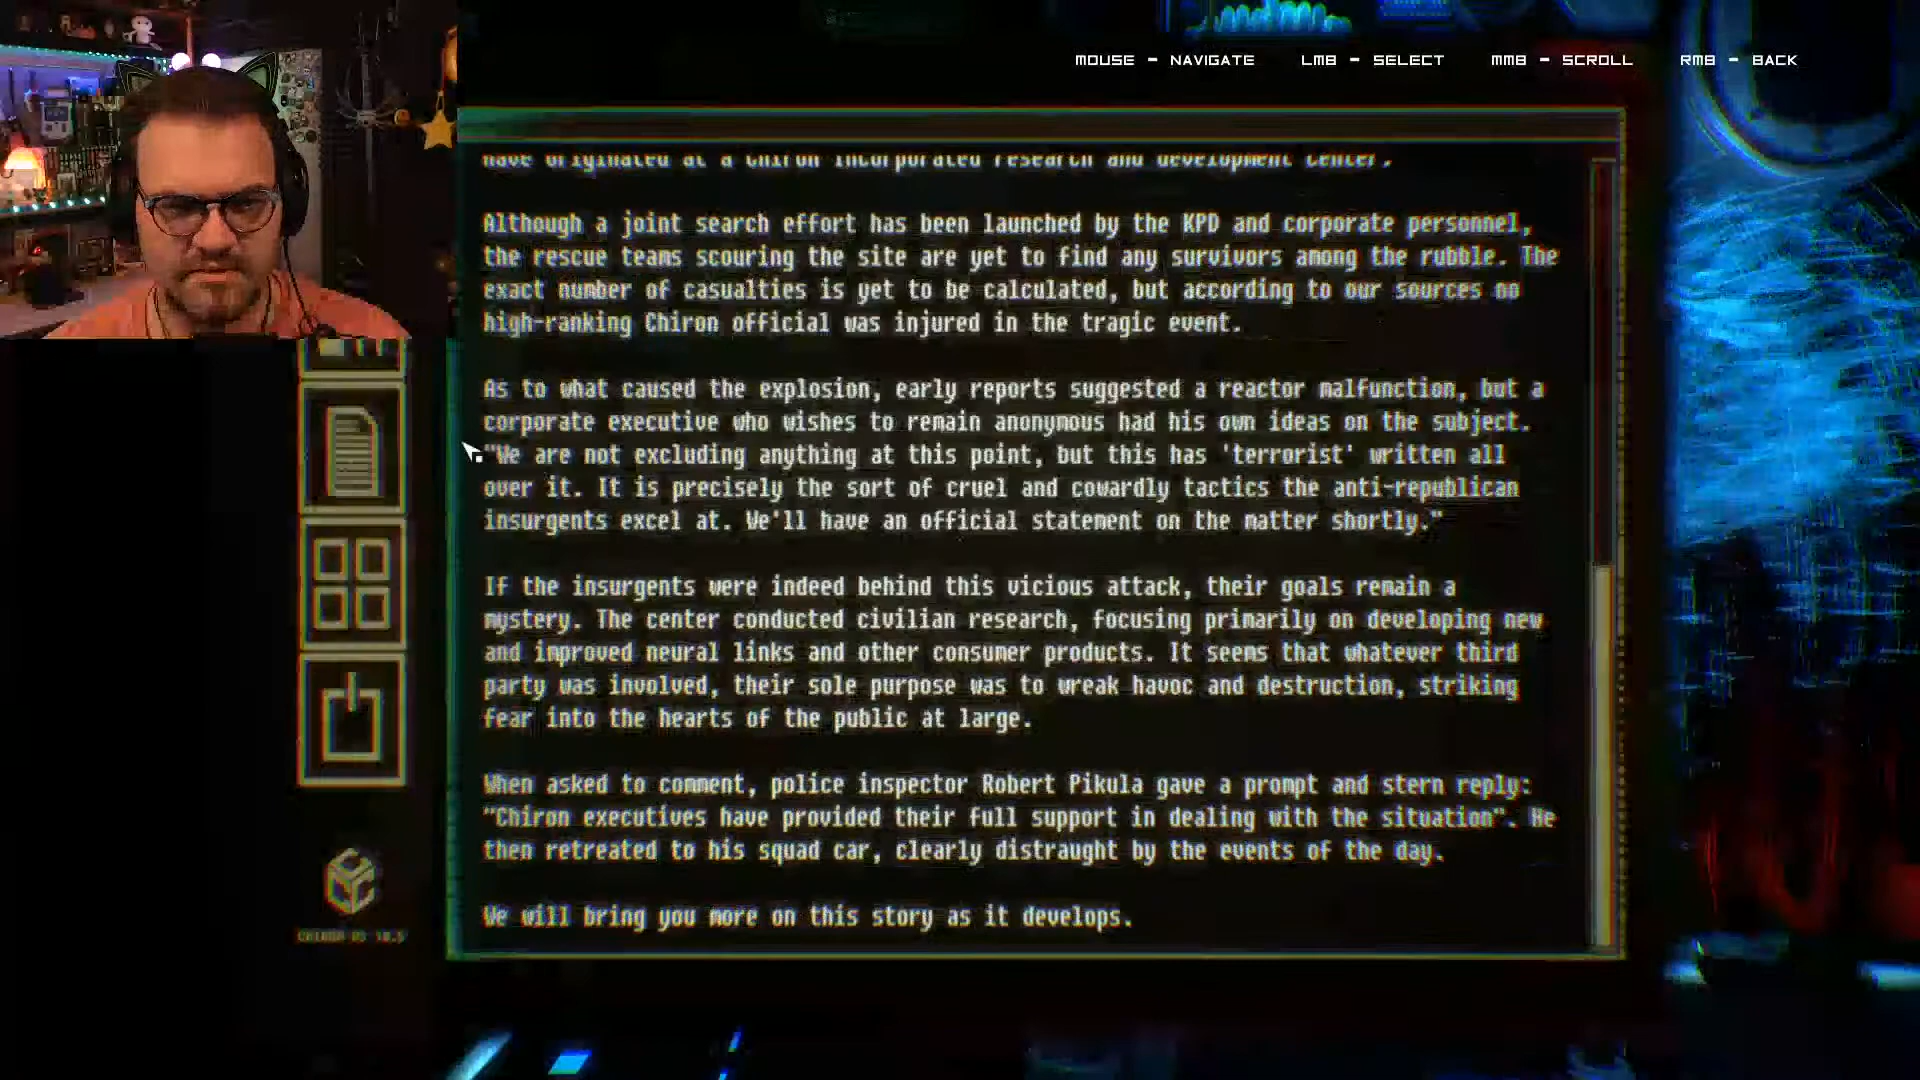 MOUSE - NAVIGATE LMB - SELECT MMB - SCROLL RMB - BACK
have originated at a Chiron Incorporated research and development center.
Although a joint search effort has been launched by the KPD and corporate personnel,
the rescue teams scouring the site are yet to find any survivors among the rubble. The
exact number of casualties is yet to be calculated, but according to our sources no
high-ranking Chiron official was injured in the tragic event.
As to what caused the explosion, early reports suggested a reactor malfunction, but a
corporate executive who wishes to remain anonymous had his own ideas on the subject.
"We are not excluding anything at this point, but this has 'terrorist' written all
over it. It is precisely the sort of cruel and cowardly tactics the anti-republican
insurgents excel at. We'll have an official statement on the matter shortly."
If the insurgents were indeed behind this vicious attack, their goals remain a
mystery. The center conducted civilian research, focusing primarily on developing new
and improved neural links and other consumer products. It seems that whatever third
party was involved, their sole purpose was to wreak havoc and destruction, striking
fear into the hearts of the public at large.
When asked to comment, police inspector Robert Pikula gave a prompt and stern reply:
"Chiron executives have provided their full support in dealing with the situation". He
then retreated to his squad car, clearly distraught by the events of the day.
We will bring you more on this story as it develops.